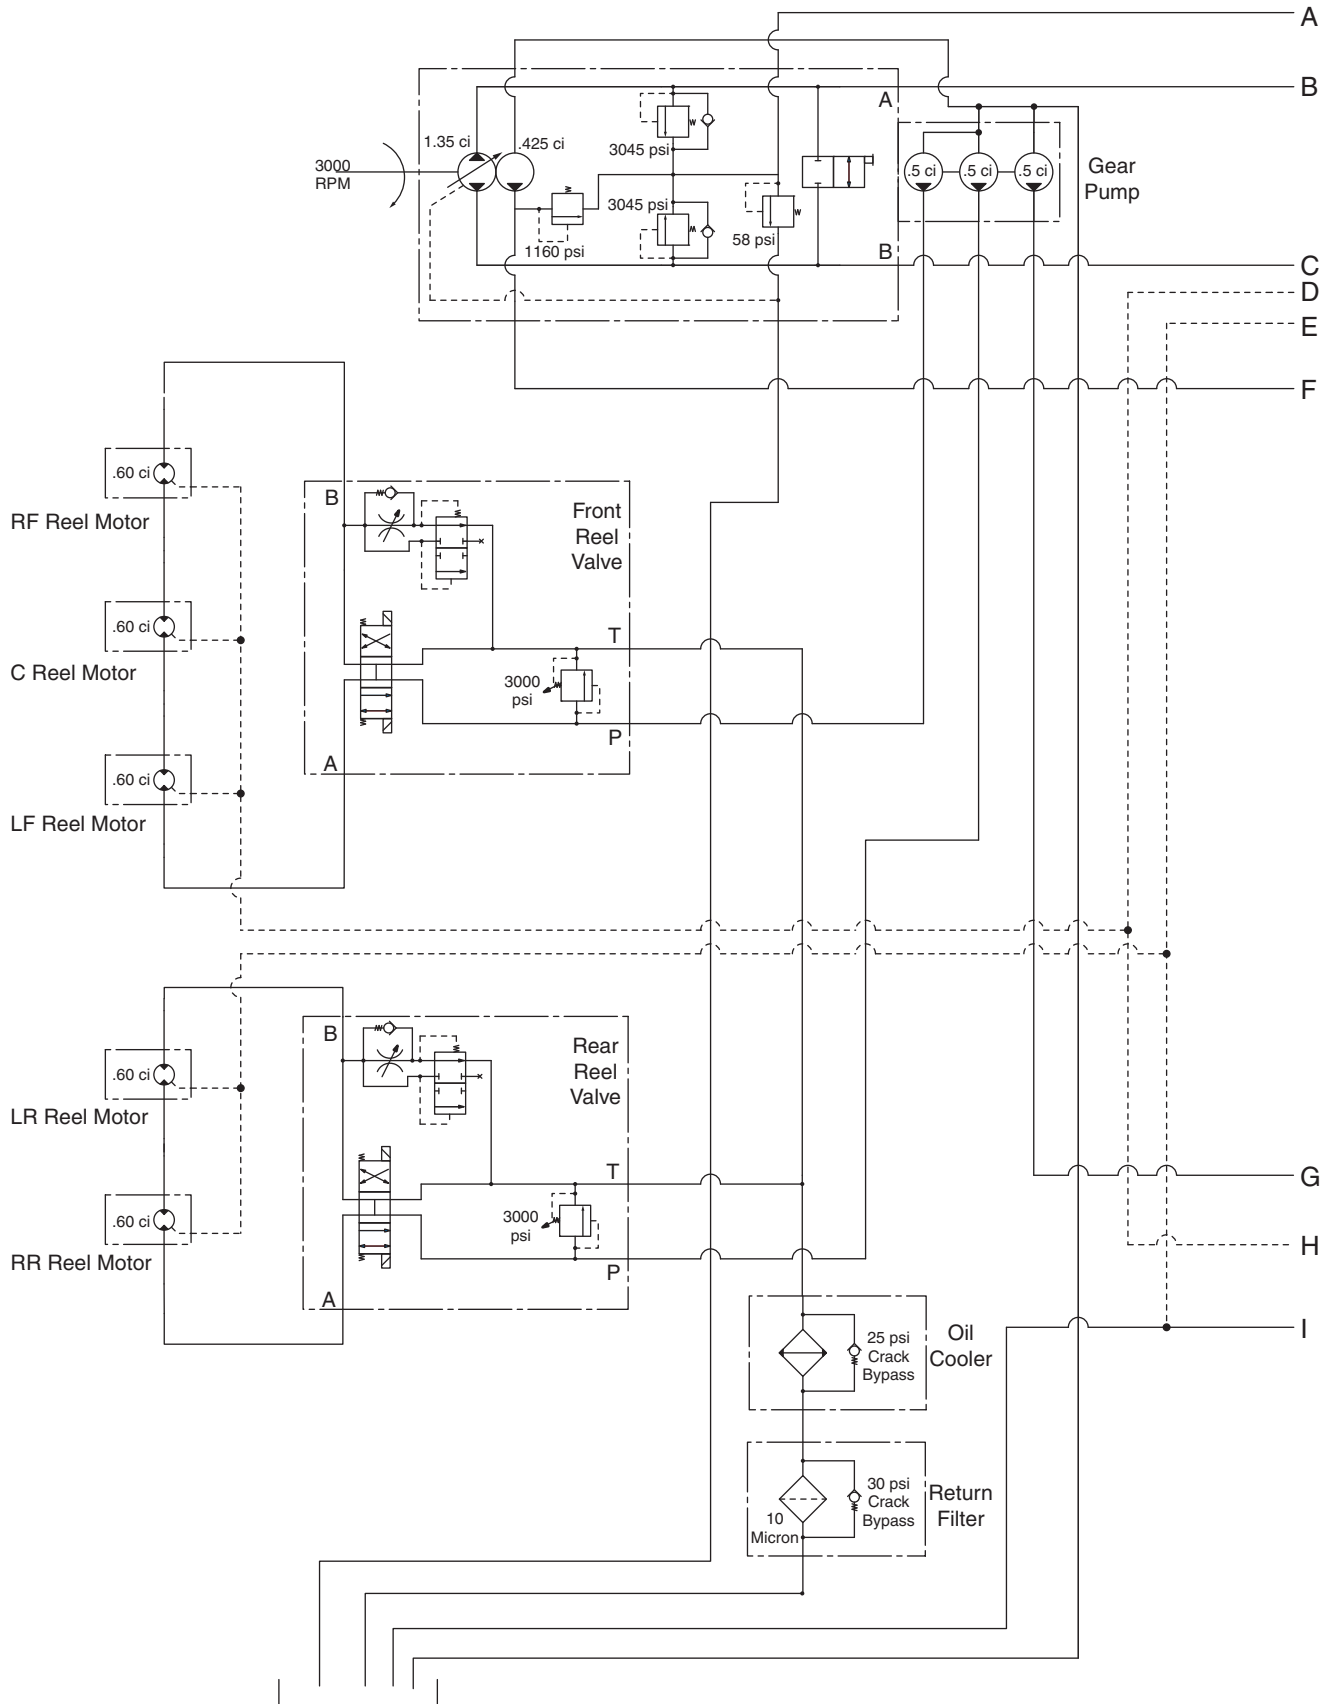 A
B
A
1.35 ci
.425 ci
3045 psi
3000
RPM
.5 ci
.5 ci
.5 ci
Gear
Pump
3045 psi
58 psi
1160 psi
B
C
D
E
F
.60 ci
RF Reel Motor
B
Front
Reel
Valve
.60 ci
C Reel Motor
T
3000
psi
P
A
.60 ci
LF Reel Motor
B
Rear
Reel
Valve
.60 ci
LR Reel Motor
T
G
.60 ci
3000
psi
RR Reel Motor
P
H
A
I
25 psi
Crack
Bypass
Oil
Cooler
30 psi
Crack
Bypass
10
Micron
Return
Filter